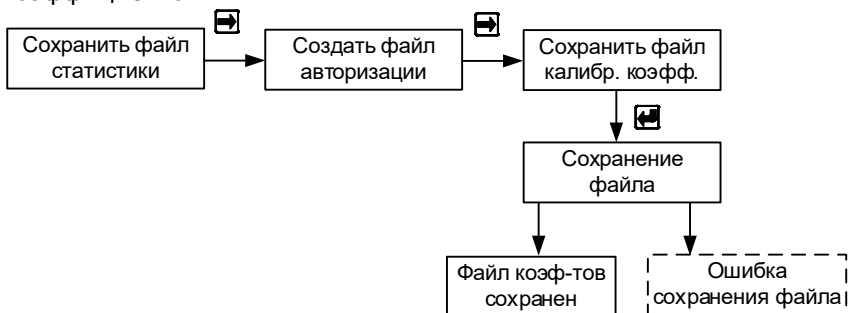 Сохранить файл
статистики
Создать файл
авторизации
Сохранить файл
калибр. коэфф.
Сохранение
файла
Файл коэф-тов
сохранен
Ошибка
сохранения файла